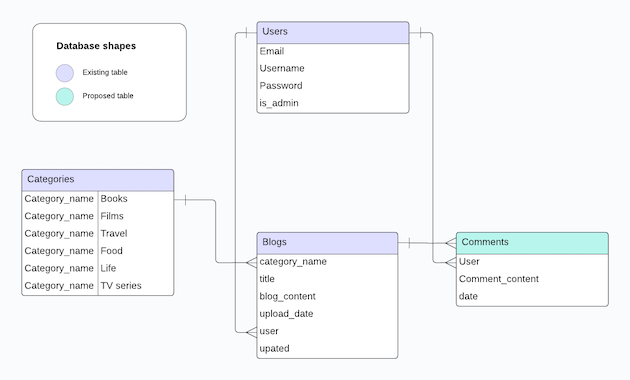 Database shapes
Existing table
Proposed table
Users
Email
Username
Password
is_admin
Categories
Category_name Books
Category_name Films
Category_name Travel
Category_name Food
Category_name Life
Category_name TV series
Blogs
category_name
title
blog_content
upload_date
user
upated
Comments
User
Comment_content
date